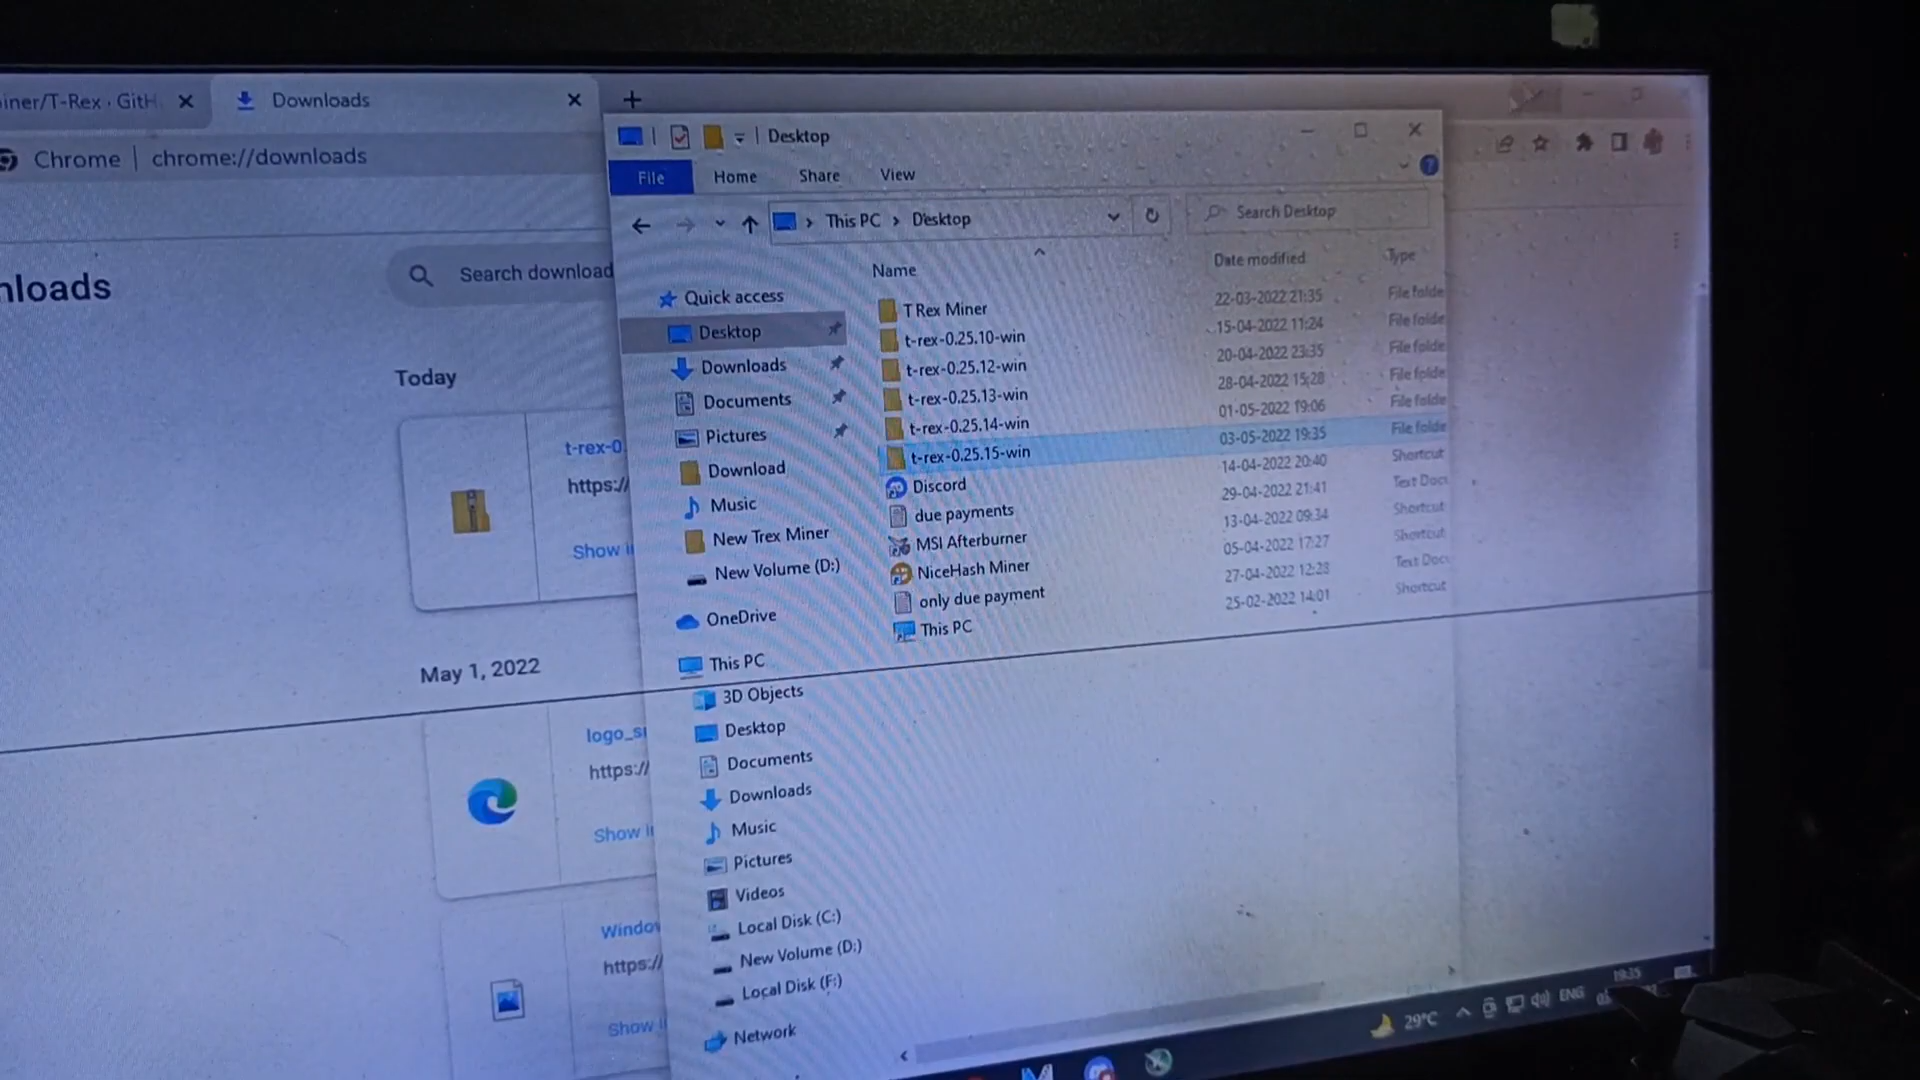 iner/T-Rex · GitH
Downloads
Chrome | chrome://downloads
nloads
Search download
Today
t-rex-0
https://
Show i
May 1, 2022
logo_s
https://
Show i
Windo
https://
Show i
Desktop
File Home Share View
This PC > Desktop
Search Desktop
Quick access
Desktop
Downloads
Documents
Pictures
Download
Music
New Trex Miner
New Volume (D:)
OneDrive
This PC
3D Objects
Desktop
Documents
Downloads
Music
Pictures
Videos
Local Disk (C:)
New Volume (D:)
Local Disk (F:)
Network
Name Date modified Type
T Rex Miner 22-03-2022 21:35 File folde
t-rex-0.25.10-win 15-04-2022 11:24 File folde
t-rex-0.25.12-win 20-04-2022 23:35 File folde
t-rex-0.25.13-win 28-04-2022 15:28 File folde
t-rex-0.25.14-win 01-05-2022 19:06 File folde
t-rex-0.25.15-win 03-05-2022 19:35 File folde
Discord 14-04-2022 20:40 Shortcut
due payments 29-04-2022 21:41 Text Docu
MSI Afterburner 13-04-2022 09:34 Shortcut
NiceHash Miner 05-04-2022 17:27 Shortcut
only due payment 27-04-2022 12:28 Text Docu
This PC 25-02-2022 14:01 Shortcut
29°C
ENG
19:35